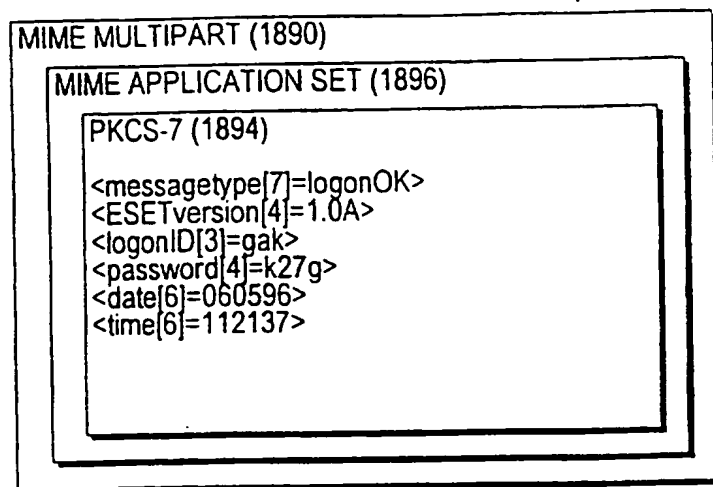 MIME MULTIPART (1890)
MIME APPLICATION SET (1896)
PKCS-7 (1894)
<messagetype[7]=logonOK>
<ESETversion[4]=1.0A>
<logonID[3]=gak>
<password[4]=k27g>
<date[6]=060596>
<time[6]=112137>